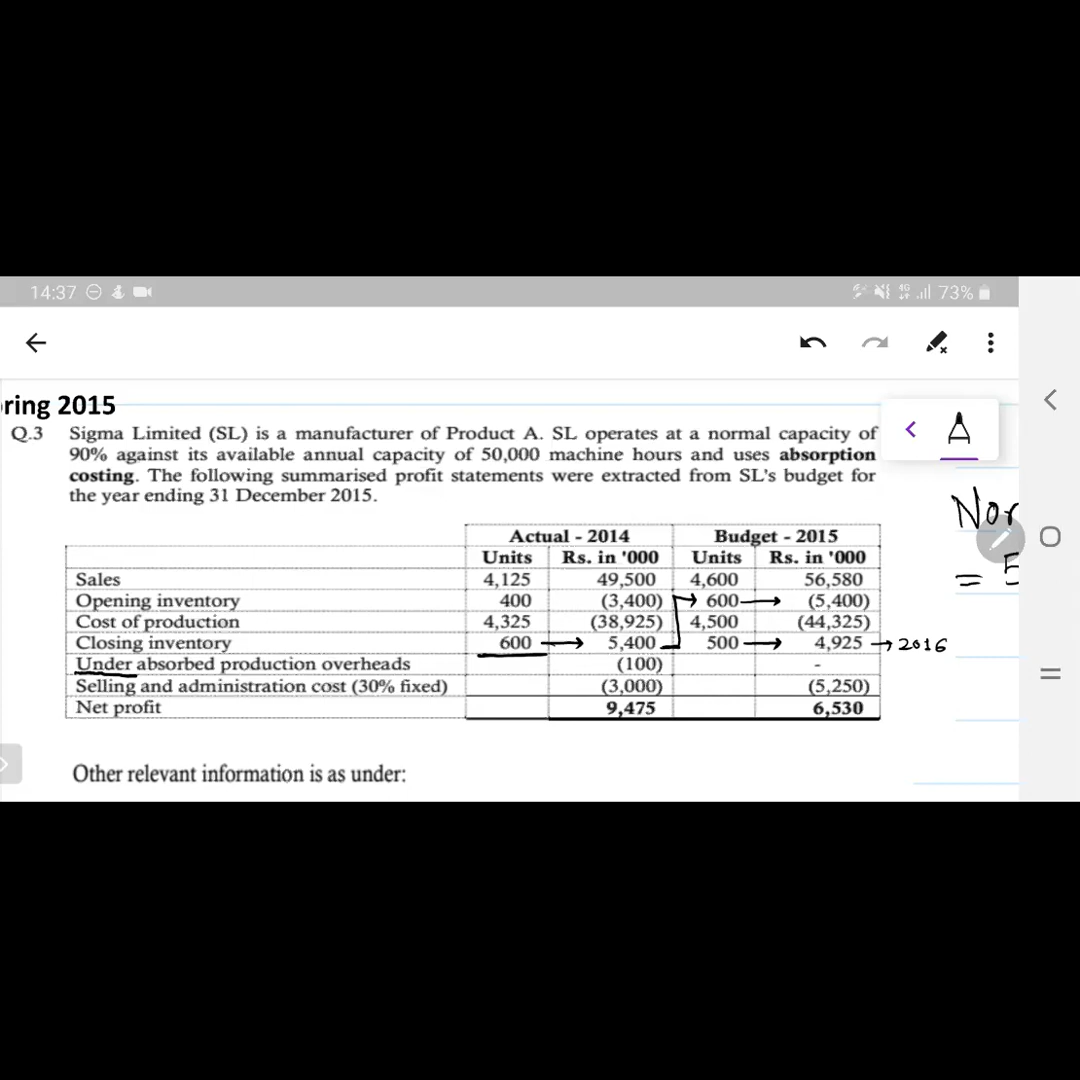 14:37 4G 73%
ring 2015
Q.3 Sigma Limited (SL) is a manufacturer of Product A. SL operates at a normal capacity of
90% against its available annual capacity of 50,000 machine hours and uses absorption
costing. The following summarised profit statements were extracted from SL's budget for
the year ending 31 December 2015.
Nor
= 5
Actual - 2014 Budget - 2015
Units Rs. in '000 Units Rs. in '000
Sales 4,125 49,500 4,600 56,580
Opening inventory 400 (3,400) 600 → (5,400)
Cost of production 4,325 (38,925) 4,500 (44,325)
Closing inventory 600 → 5,400 500 → 4,925 → 2016
Under absorbed production overheads (100) -
Selling and administration cost (30% fixed) (3,000) (5,250)
Net profit 9,475 6,530
Other relevant information is as under: